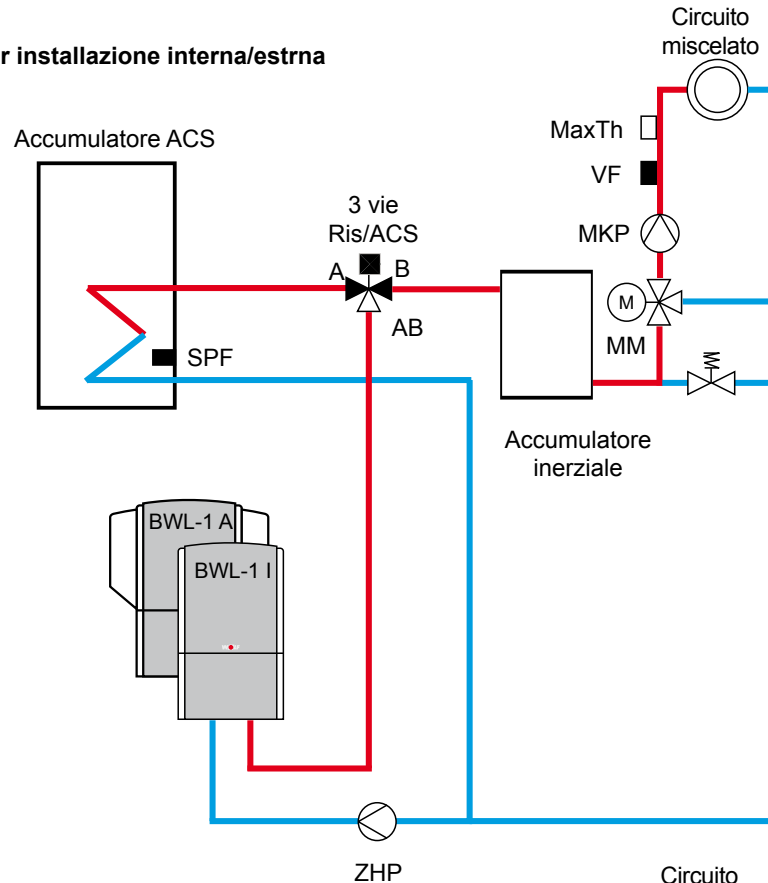 Circuito
miscelato
r installazione interna/estrna
MaxTh
Accumulatore ACS
VF
3 vie
Ris/ACS
MKP
A
B
M
AB
MM
SPF
Accumulatore
inerziale
BWL-1 A
BWL-1 I
ZHP
Circuito